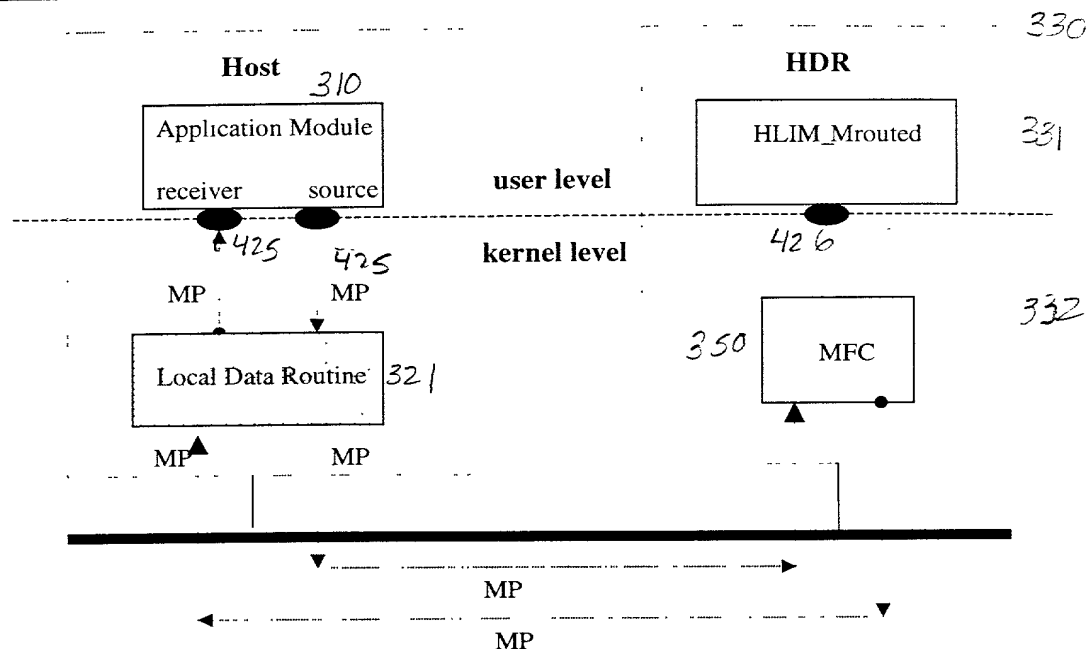 330
Host
HDR
310
Application Module
HLIM_Mrouted
331
receiver source
user level
425
426
425
kernel level
MP MP
332
350
MFC
Local Data Routine 321
MP MP
MP
MP